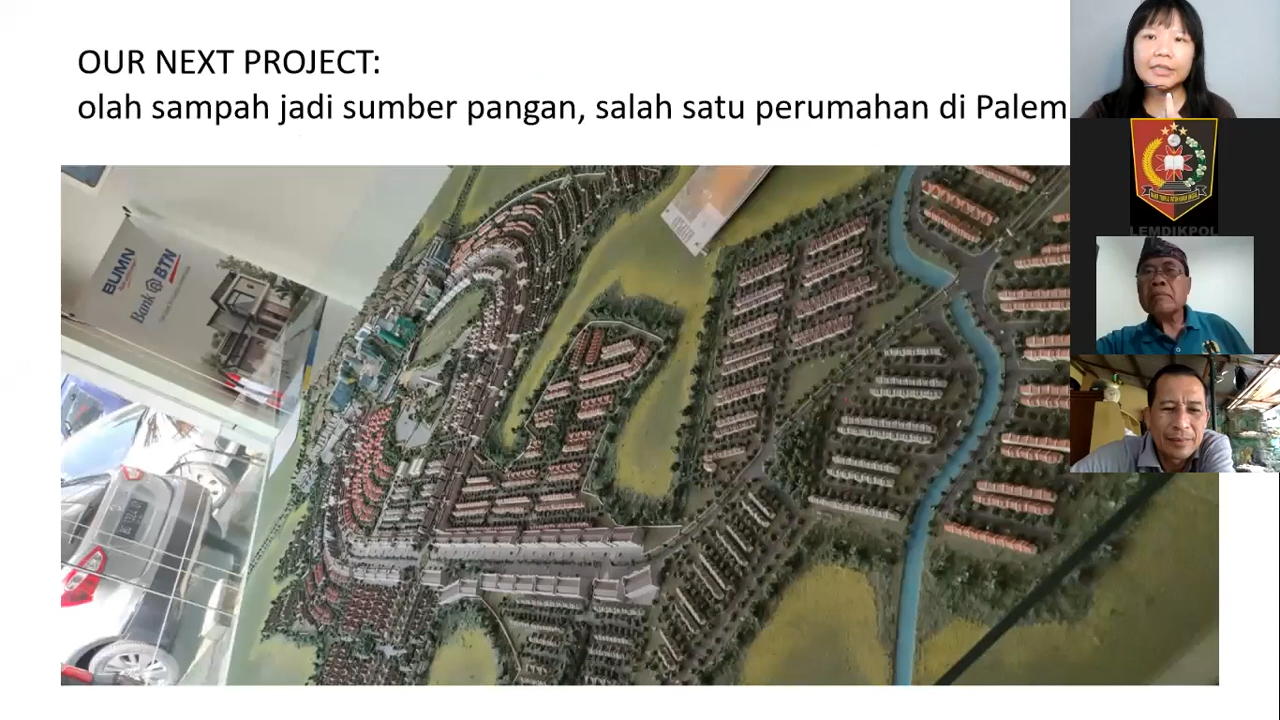 OUR NEXT PROJECT:
olah sampah jadi sumber pangan, salah satu perumahan di Palem
BUMN
Bank BTN
LEMDIKPOL